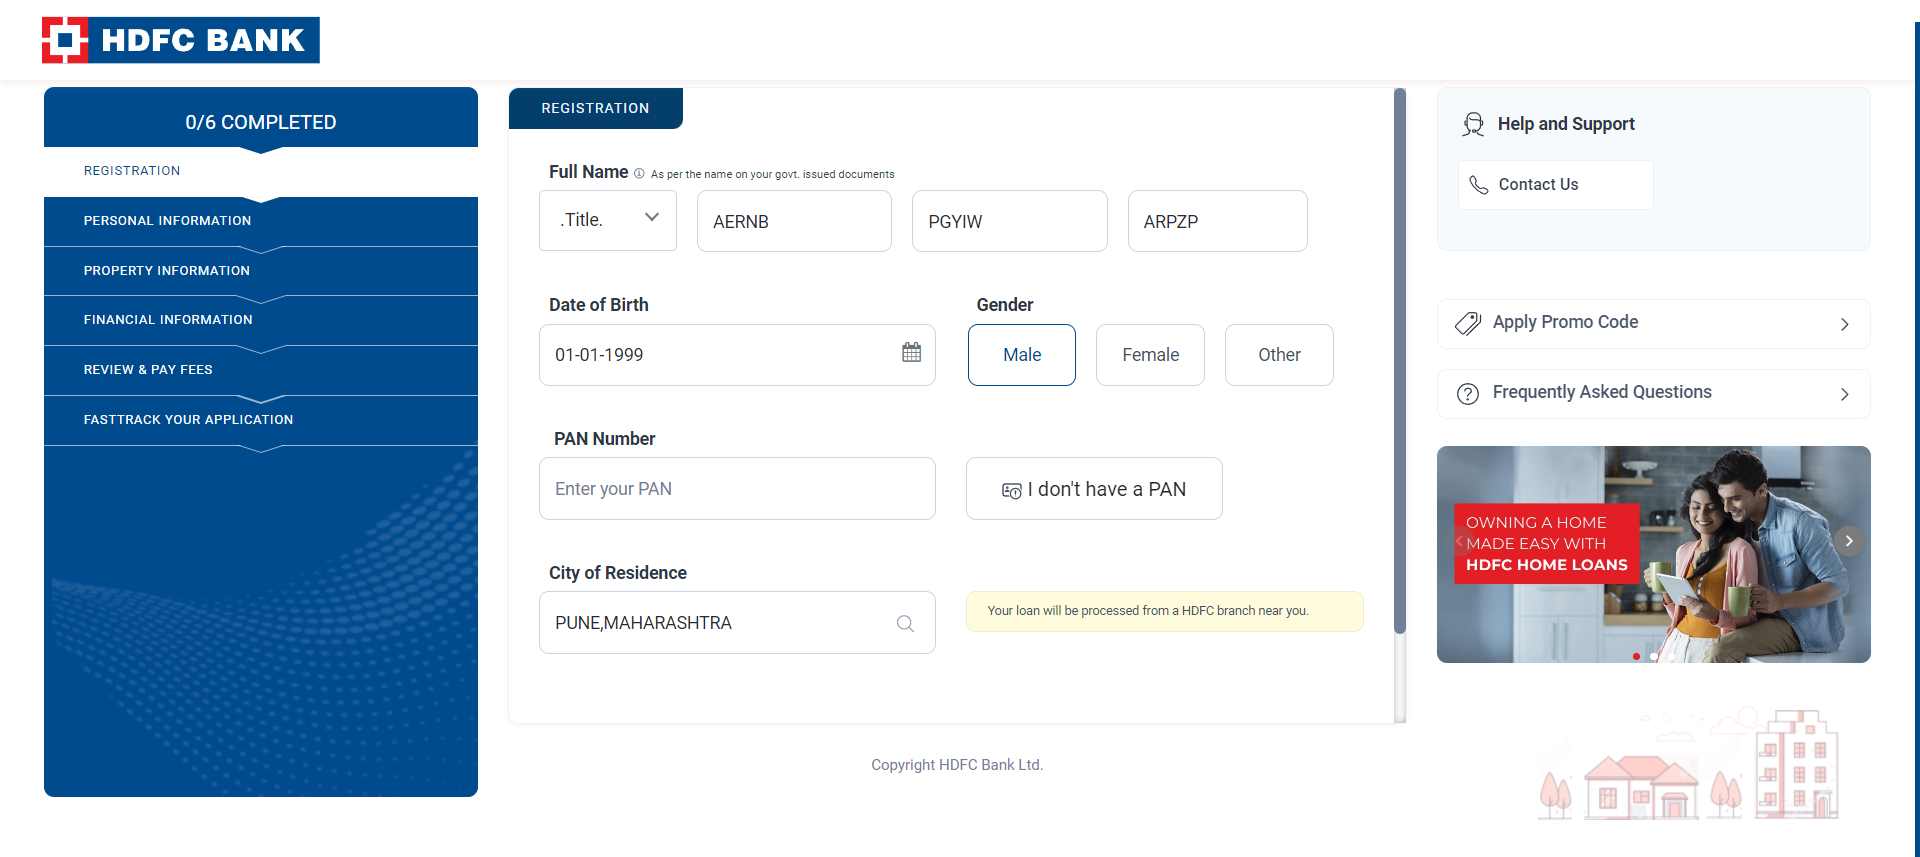 HDFC BANK
0/6 COMPLETED
REGISTRATION
PERSONAL INFORMATION
PROPERTY INFORMATION
FINANCIAL INFORMATION
REVIEW & PAY FEES
FASTTRACK YOUR APPLICATION
REGISTRATION
Full Name As per the name on your govt. issued documents
.Title. AERNB PGYIW ARPZP
Date of Birth Gender
01-01-1999 Male Female Other
PAN Number
Enter your PAN I don't have a PAN
City of Residence
PUNE,MAHARASHTRA Your loan will be processed from a HDFC branch near you.
Copyright HDFC Bank Ltd.
Help and Support
Contact Us
Apply Promo Code
Frequently Asked Questions
OWNING A HOME
MADE EASY WITH
HDFC HOME LOANS